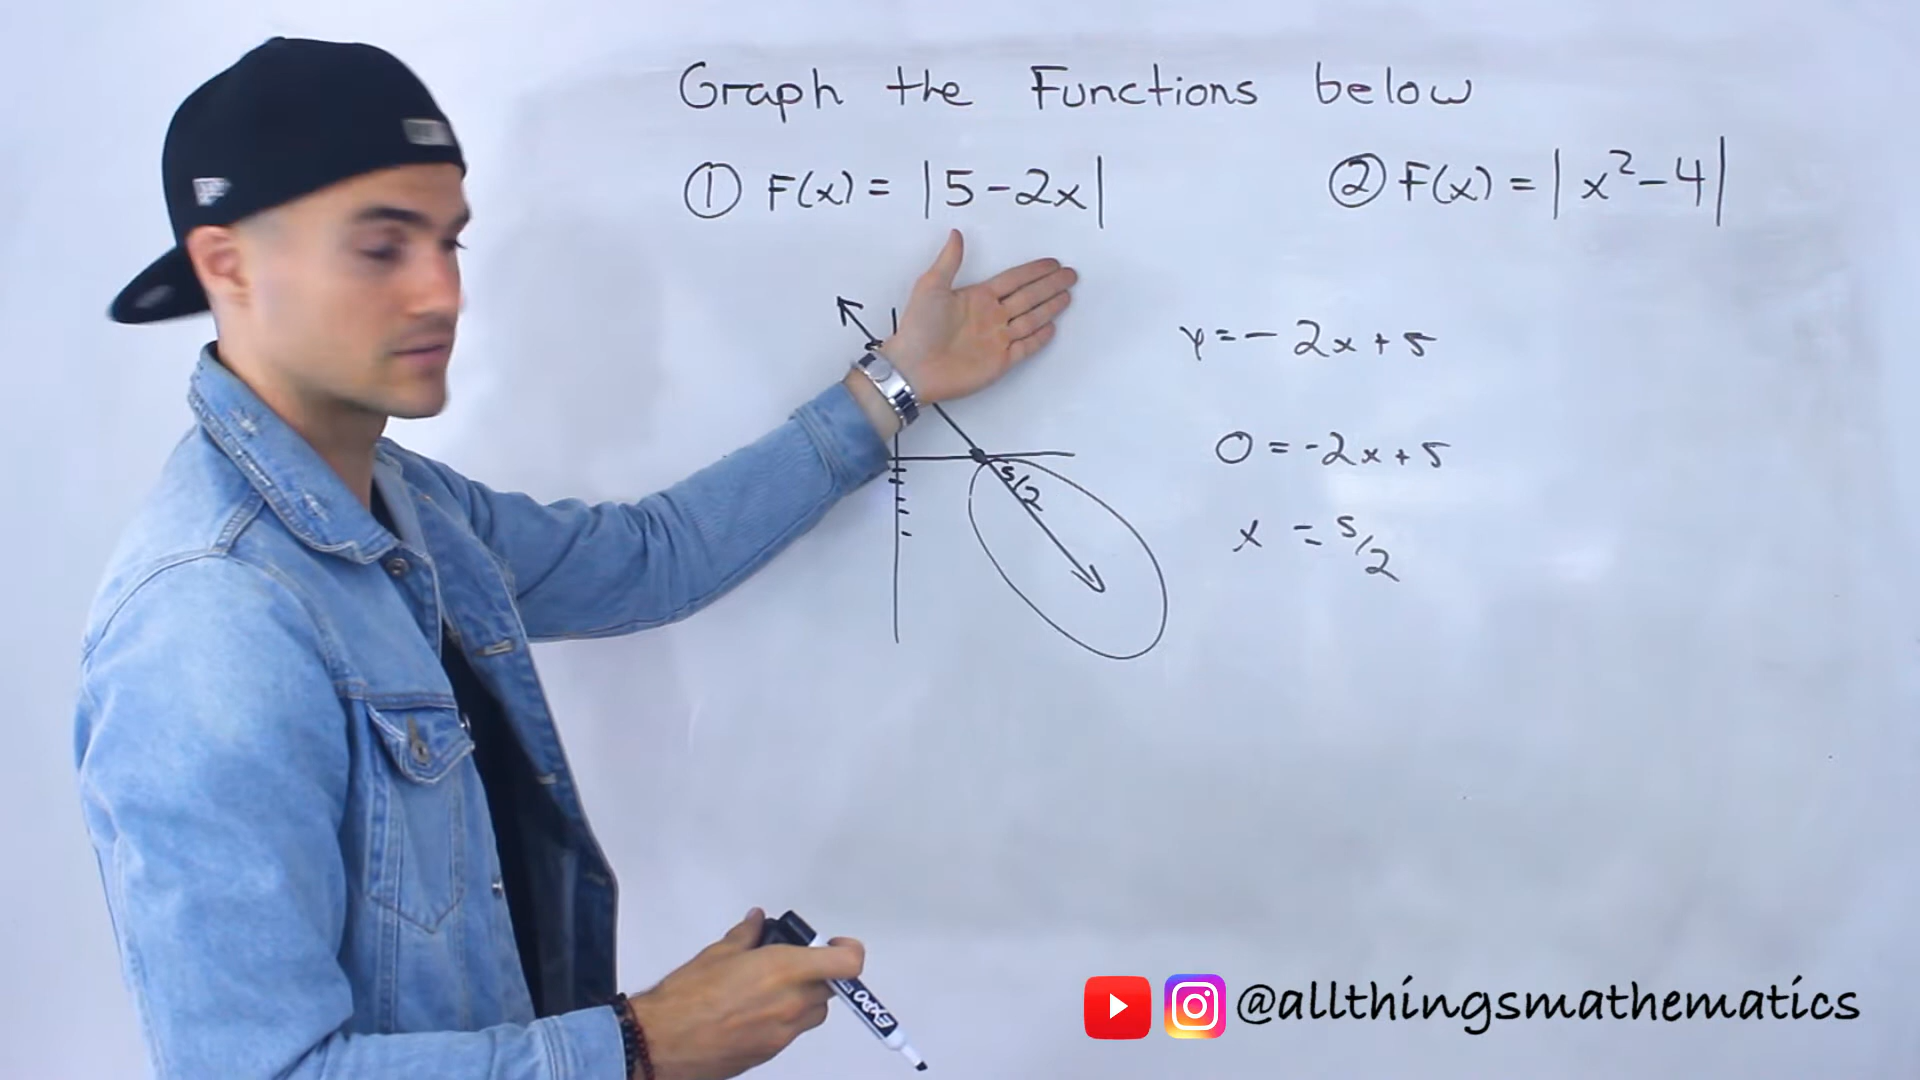 Graph the Functions below
① F(x) = |5-2x|
② F(x) = |x²-4|
y = -2x+5
0 = -2x+5
x = 5/2
5/2
EXPO
@allthingsmathematics